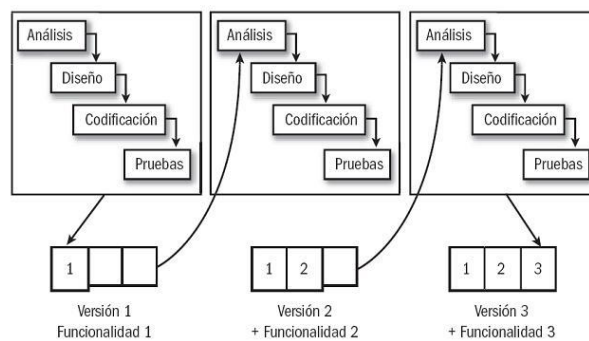 Análisis
Diseño
Codificación
Pruebas
Análisis
Diseño
Codificación
Pruebas
Análisis
Diseño
Codificación
Pruebas
1
1 2
1 2 3
Versión 1
Funcionalidad 1
Versión 2
+ Funcionalidad 2
Versión 3
+ Funcionalidad 3